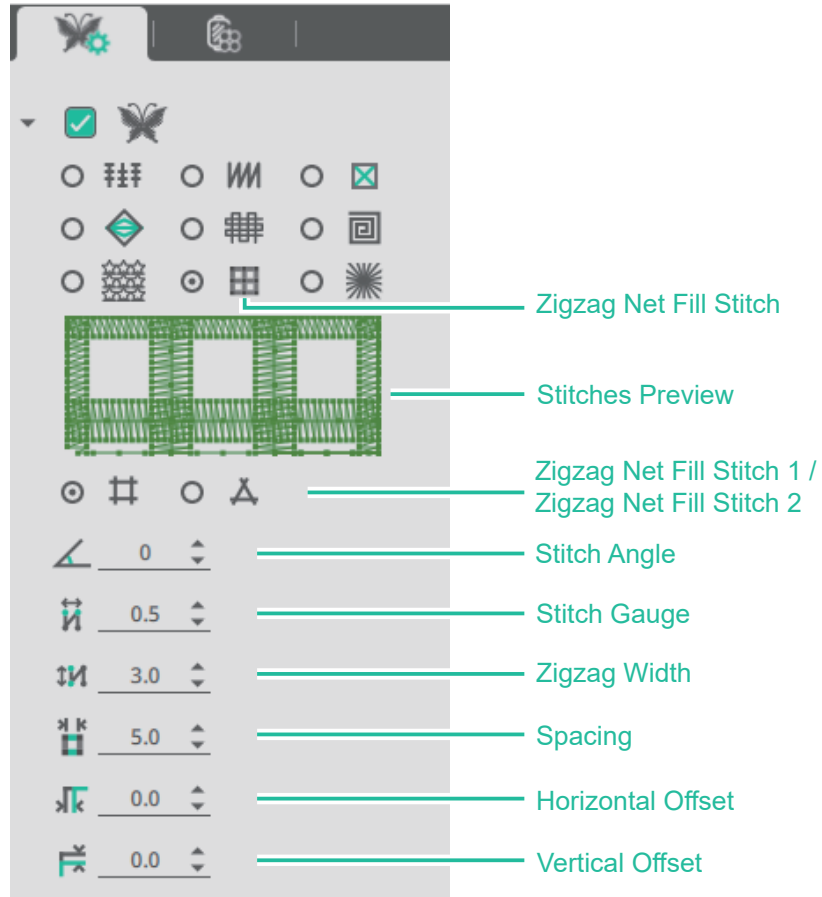 Zigzag Net Fill Stitch
Stitches Preview
Zigzag Net Fill Stitch 1 /
Zigzag Net Fill Stitch 2
0
Stitch Angle
0.5
Stitch Gauge
3.0
Zigzag Width
5.0
Spacing
0.0
Horizontal Offset
0.0
Vertical Offset